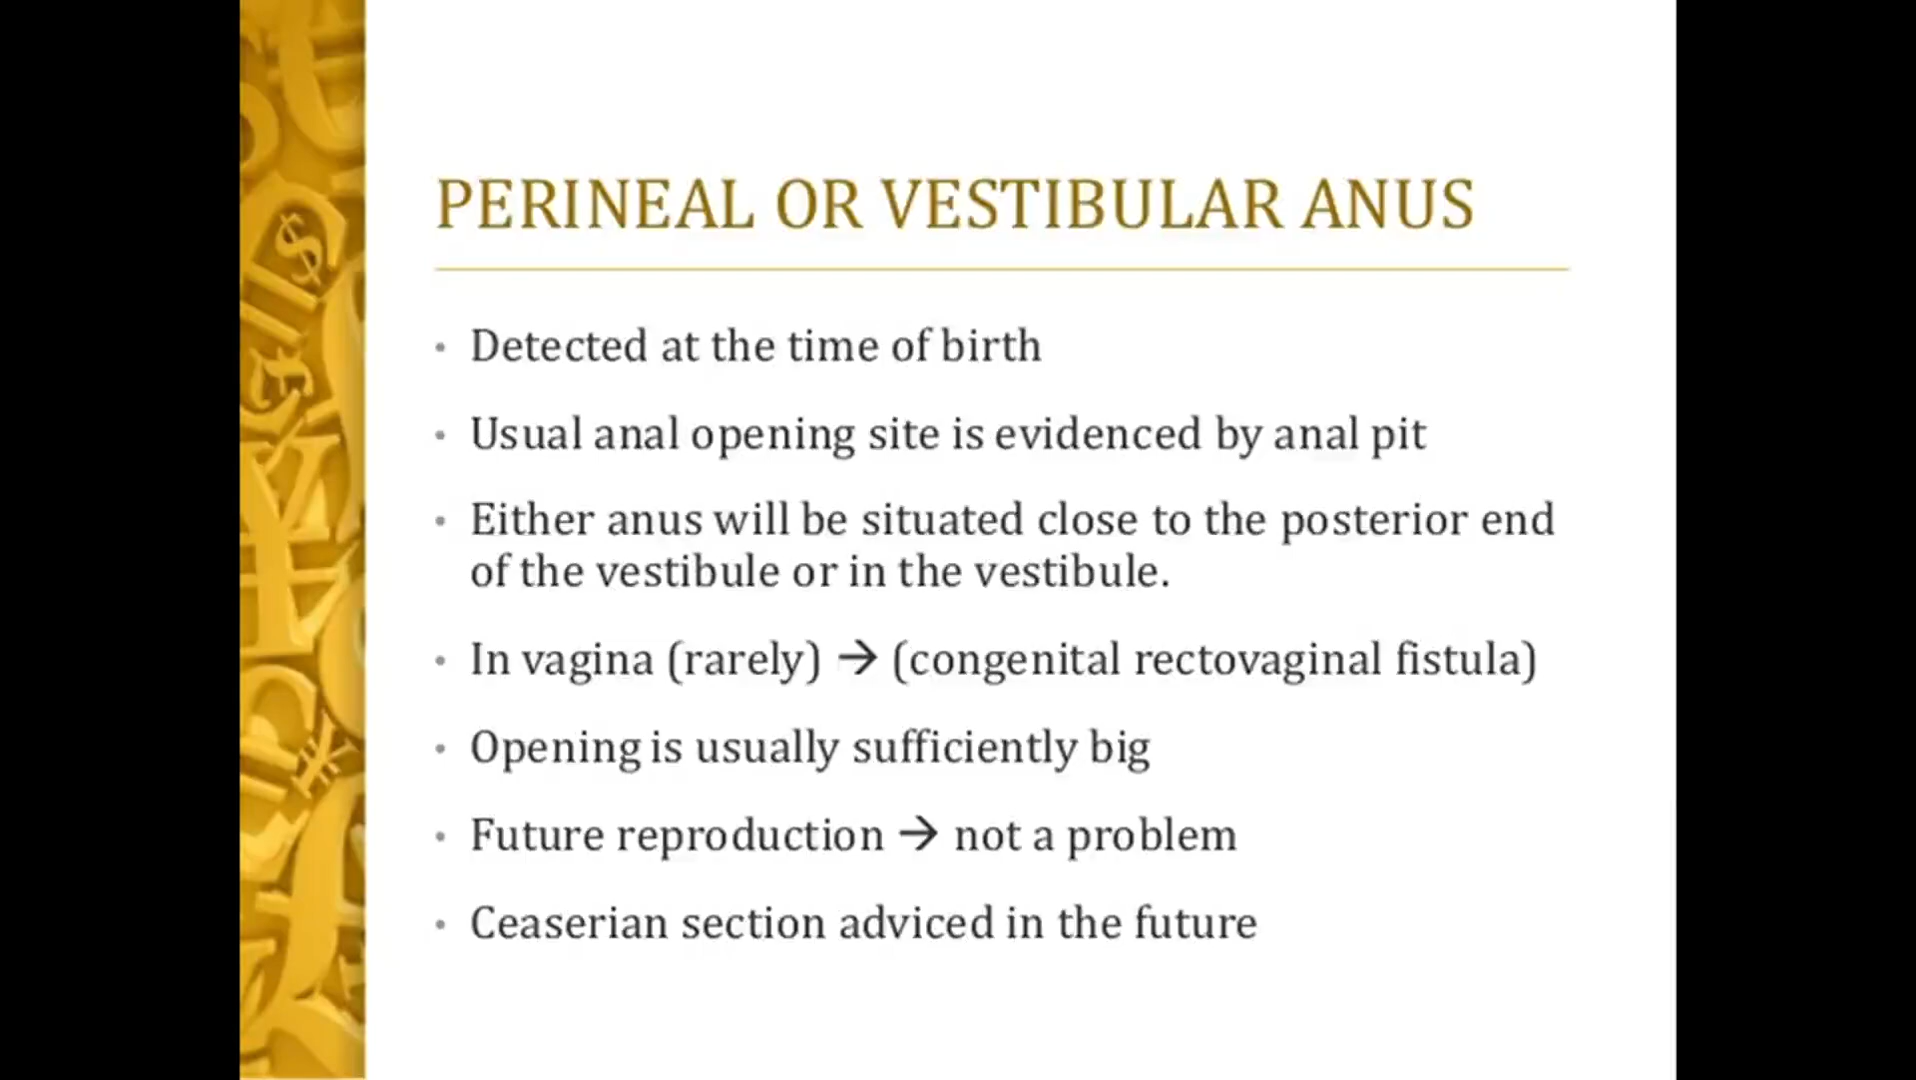 PERINEAL OR VESTIBULAR ANUS
• Detected at the time of birth
• Usual anal opening site is evidenced by anal pit
• Either anus will be situated close to the posterior end
of the vestibule or in the vestibule.
• In vagina (rarely) → (congenital rectovaginal fistula)
• Opening is usually sufficiently big
• Future reproduction → not a problem
• Ceaserian section adviced in the future